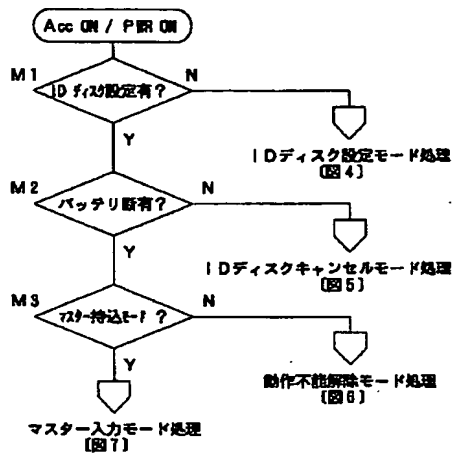 Acc ON / PWR ON
M1
N
IDディスク設定有?
Y
IDディスク設定モード処理
〔図4〕
M2
N
バッテリ断有?
Y
IDディスクキャンセルモード処理
〔図5〕
M3
N
マスター持込モード ?
Y
動作不能解除モード処理
〔図6〕
マスター入力モード処理
〔図7〕